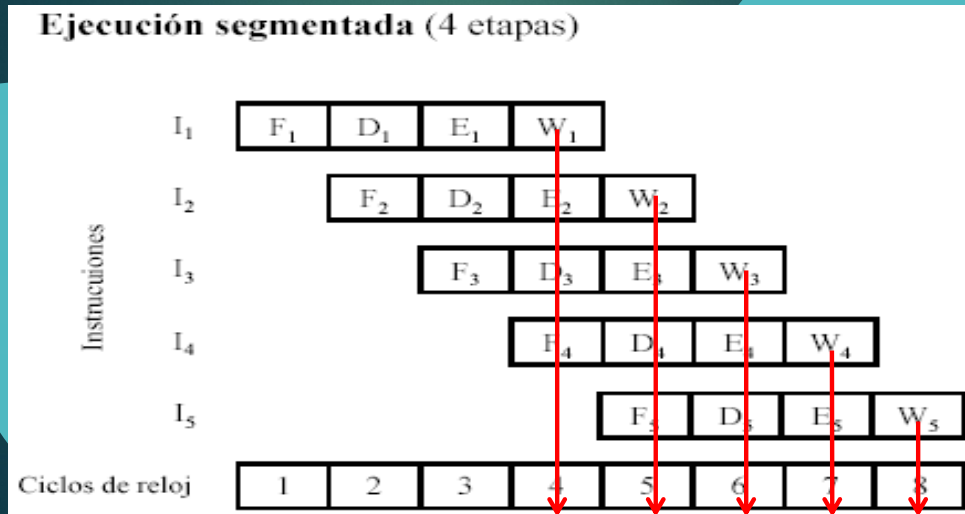 Ejecución segmentada (4 etapas)
I₁ F₁ D₁ E₁ W₁
I₂ F₂ D₂ E₂ W₂
I₃ F₃ D₃ E₃ W₃
I₄ F₄ D₄ E₄ W₄
I₅ F₅ D₅ E₅ W₅
Instrucuiones
Ciclos de reloj 1 2 3 4 5 6 7 8